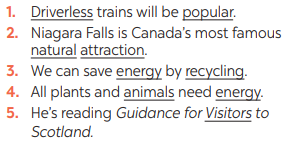 1. Driverless trains will be popular.
2. Niagara Falls is Canada's most famous
natural attraction.
3. We can save energy by recycling.
4. All plants and animals need energy.
5. He's reading Guidance for Visitors to
Scotland.